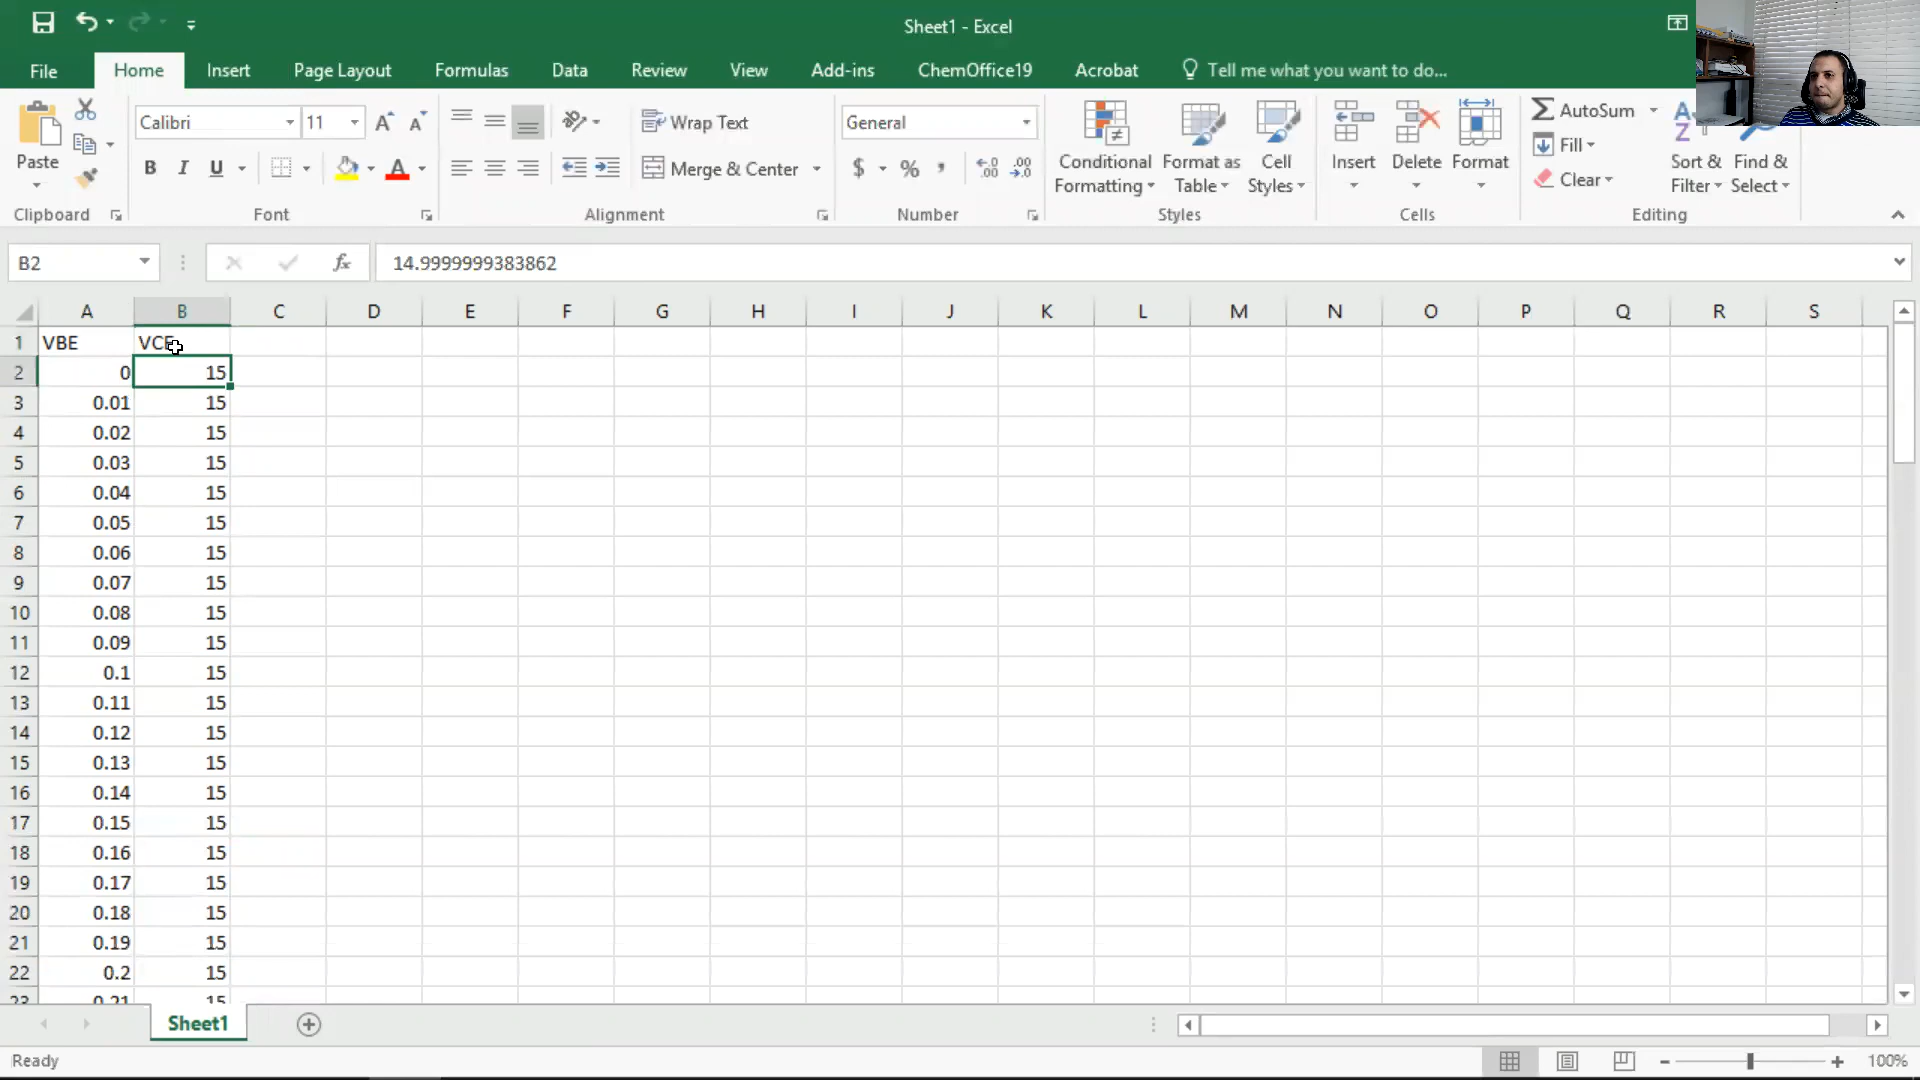 Sheet1 - Excel
File Home Insert Page Layout Formulas Data Review View Add-ins ChemOffice19 Acrobat Tell me what you want to do...
Paste
Clipboard
Calibri 11 A A
B I U A
Font
Wrap Text
Merge & Center
Alignment
General
$ % , .0 .00 .00 .0
Number
Conditional Formatting
Format as Table
Cell Styles
Styles
Insert Delete Format
Cells
AutoSum
Fill
Clear
Sort & Filter
Find & Select
Editing
B2 fx 14.9999999383862
A B C D E F G H I J K L M N O P Q R S
1 VBE VCE
2 0 15
3 0.01 15
4 0.02 15
5 0.03 15
6 0.04 15
7 0.05 15
8 0.06 15
9 0.07 15
10 0.08 15
11 0.09 15
12 0.1 15
13 0.11 15
14 0.12 15
15 0.13 15
16 0.14 15
17 0.15 15
18 0.16 15
19 0.17 15
20 0.18 15
21 0.19 15
22 0.2 15
23 0.21 15
Sheet1
Ready 100%